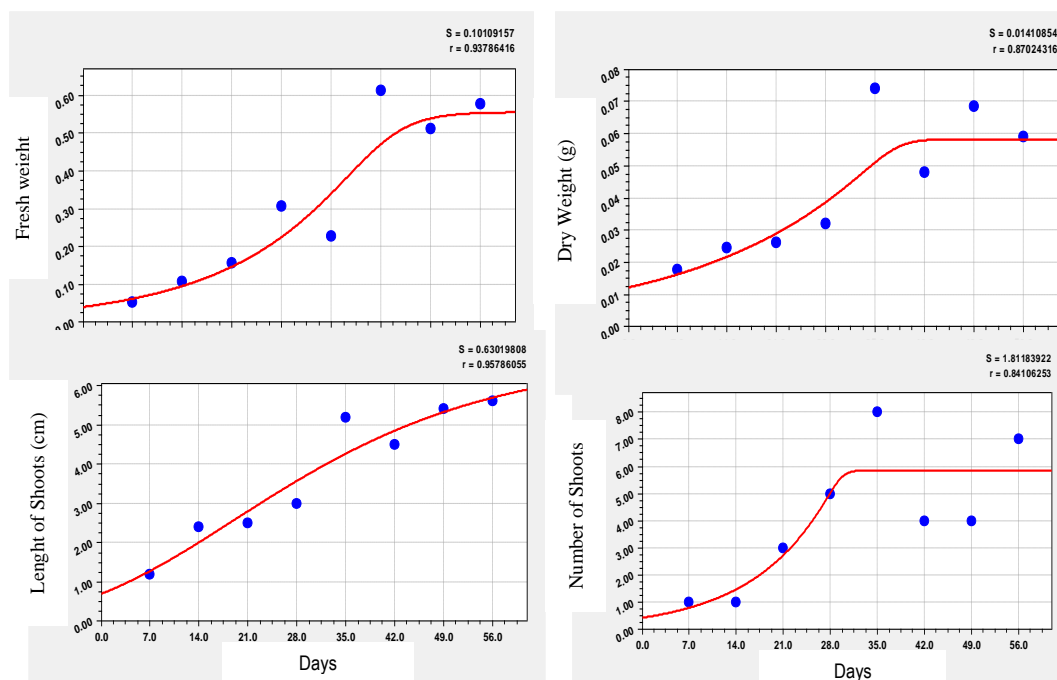 S = 0.10109157
r = 0.93786416
Fresh weight
0.60
0.50
0.40
0.30
0.20
0.10
0.00
S = 0.01410854
r = 0.87024316
Dry Weight (g)
0.08
0.07
0.06
0.05
0.04
0.03
0.02
0.01
0.00
S = 0.63019808
r = 0.95786055
Lenght of Shoots (cm)
6.00
5.00
4.00
3.00
2.00
1.00
0.00
0.0 7.0 14.0 21.0 28.0 35.0 42.0 49.0 56.0
Days
S = 1.81183922
r = 0.84106253
Number of Shoots
8.00
7.00
6.00
5.00
4.00
3.00
2.00
1.00
0.00
0.0 7.0 14.0 21.0 28.0 35.0 42.0 49.0 56.0
Days